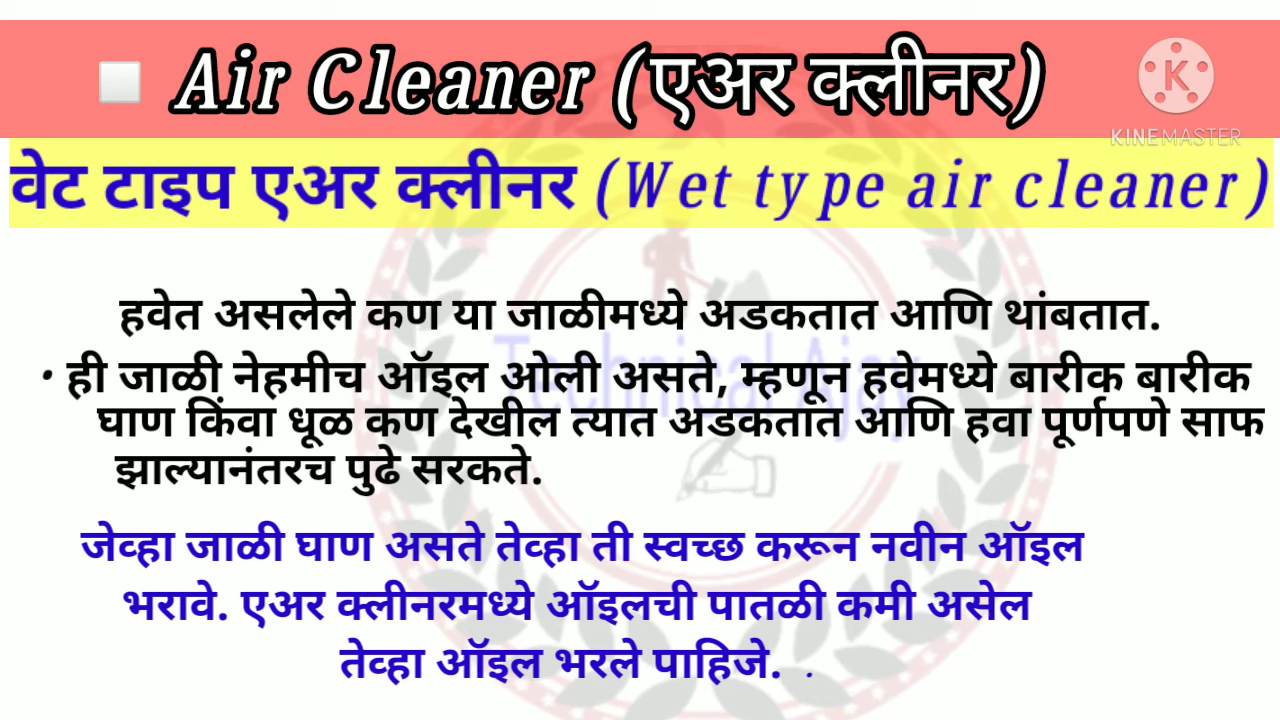 Air Cleaner (एअर क्लीनर)
KINEMASTER
वेट टाइप एअर क्लीनर (Wet type air cleaner)
हवेत असलेले कण या जाळीमध्ये अडकतात आणि थांबतात.
• ही जाळी नेहमीच ऑइल ओली असते, म्हणून हवेमध्ये बारीक बारीक
घाण किंवा धूळ कण देखील त्यात अडकतात आणि हवा पूर्णपणे साफ
झाल्यानंतरच पुढे सरकते.
Technical Ajay
जेव्हा जाळी घाण असते तेव्हा ती स्वच्छ करून नवीन ऑइल
भरावे. एअर क्लीनरमध्ये ऑइलची पातळी कमी असेल
तेव्हा ऑइल भरले पाहिजे. .